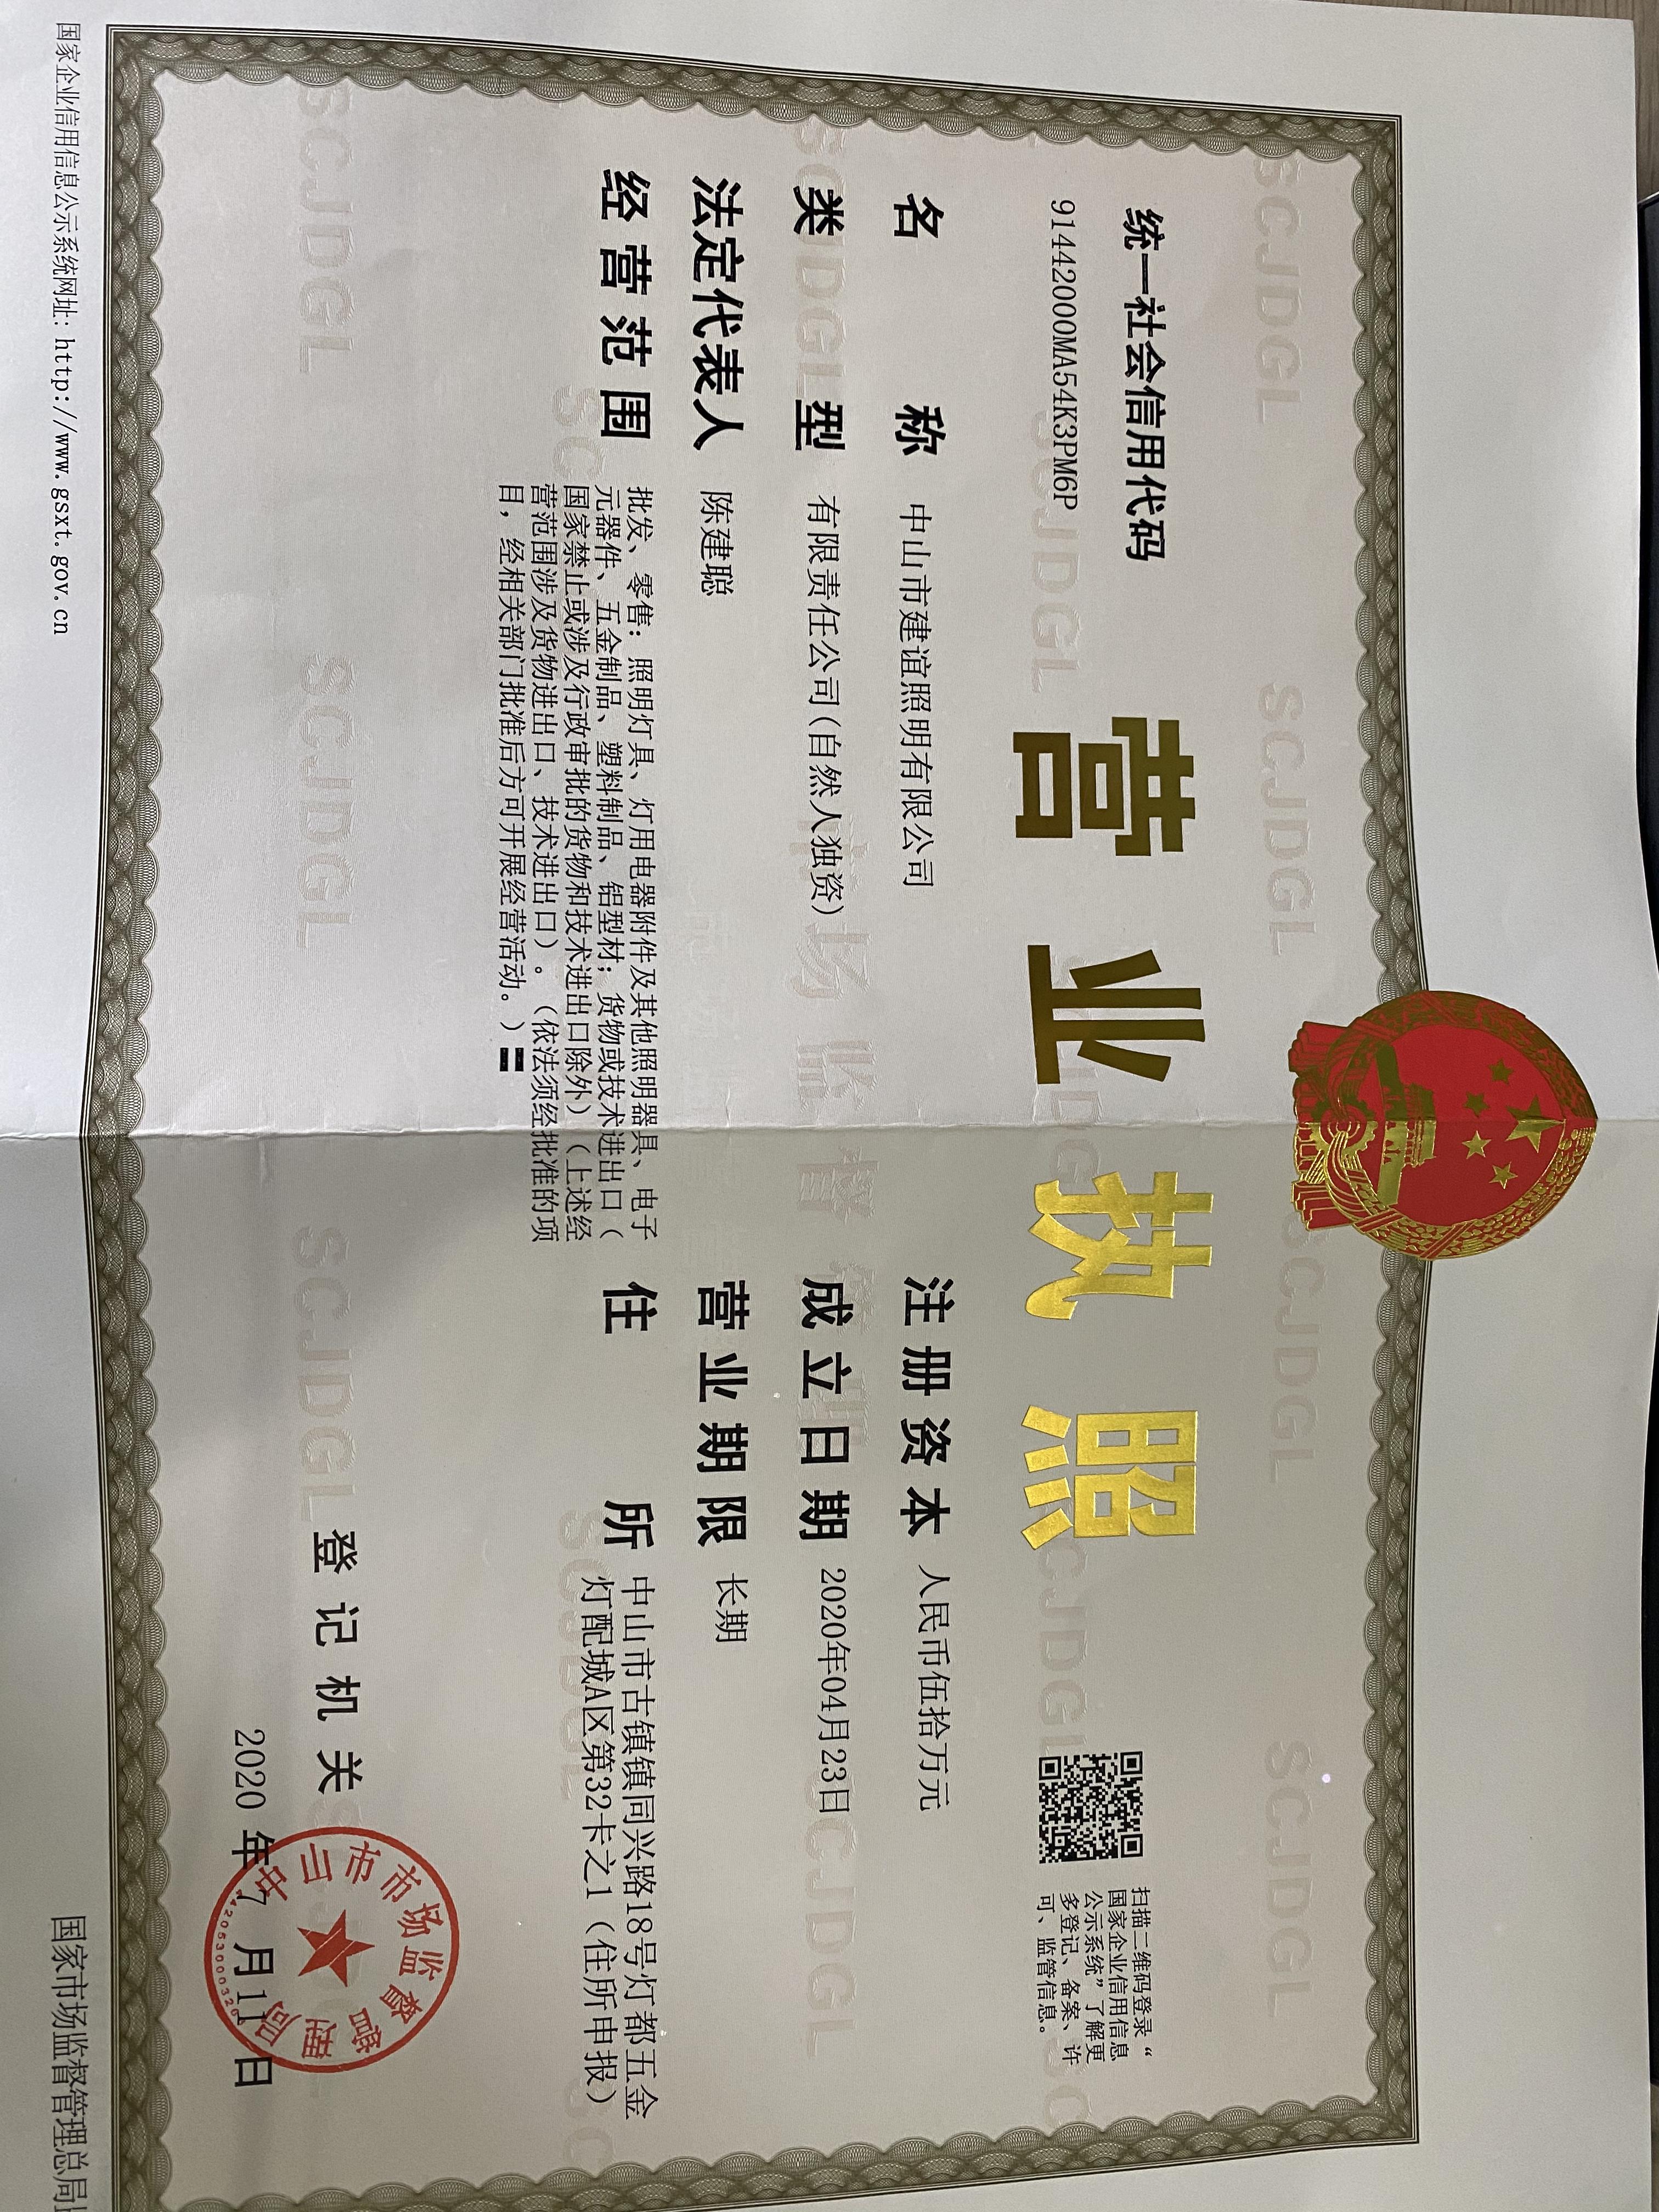 统一社会信用代码
91442000MA54K3PM6P
营业执照
扫描二维码登录“
国家企业信用信息
公示系统”了解更
多登记、备案、许
可、监管信息。
名称 中山市建谊照明有限公司
类型 有限责任公司(自然人独资)
法定代表人 陈建聪
经营范围 批发、零售：照明灯具、灯用电器附件及其他照明器具、电子
元器件、五金制品、塑料制品、铝型材；货物或技术进出口（
国家禁止或涉及行政审批的货物和技术进出口除外）（上述经
营范围涉及货物进出口、技术进出口）。（依法须经批准的项
目，经相关部门批准后方可开展经营活动。）〓
注册资本 人民币伍拾万元
成立日期 2020年04月23日
营业期限 长期
住所 中山市古镇镇同兴路18号灯都五金
灯配城A区第32卡之1（住所申报）
登记机关
中山市市场监督管理局
2020 年 7 月 11 日
国家企业信用信息公示系统网址: http://www.gsxt.gov.cn
国家市场监督管理总局
SCJDGL